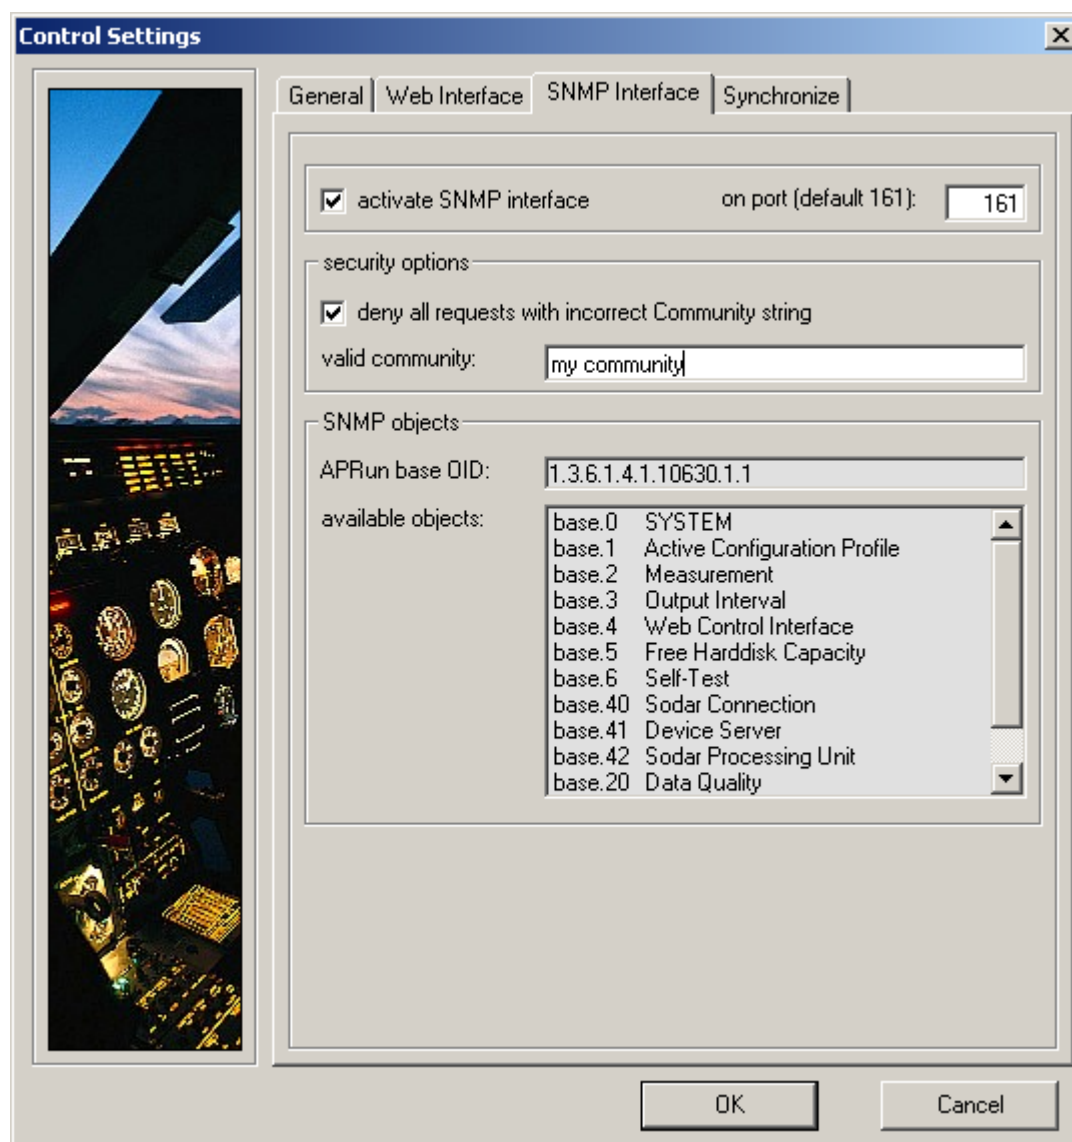 Control Settings
General Web Interface SNMP Interface Synchronize
activate SNMP interface on port (default 161): 161
security options
deny all requests with incorrect Community string
valid community: my community
SNMP objects
APRun base OID: 1.3.6.1.4.1.10630.1.1
available objects: base.0 SYSTEM
base.1 Active Configuration Profile
base.2 Measurement
base.3 Output Interval
base.4 Web Control Interface
base.5 Free Harddisk Capacity
base.6 Self-Test
base.40 Sodar Connection
base.41 Device Server
base.42 Sodar Processing Unit
base.20 Data Quality
OK Cancel